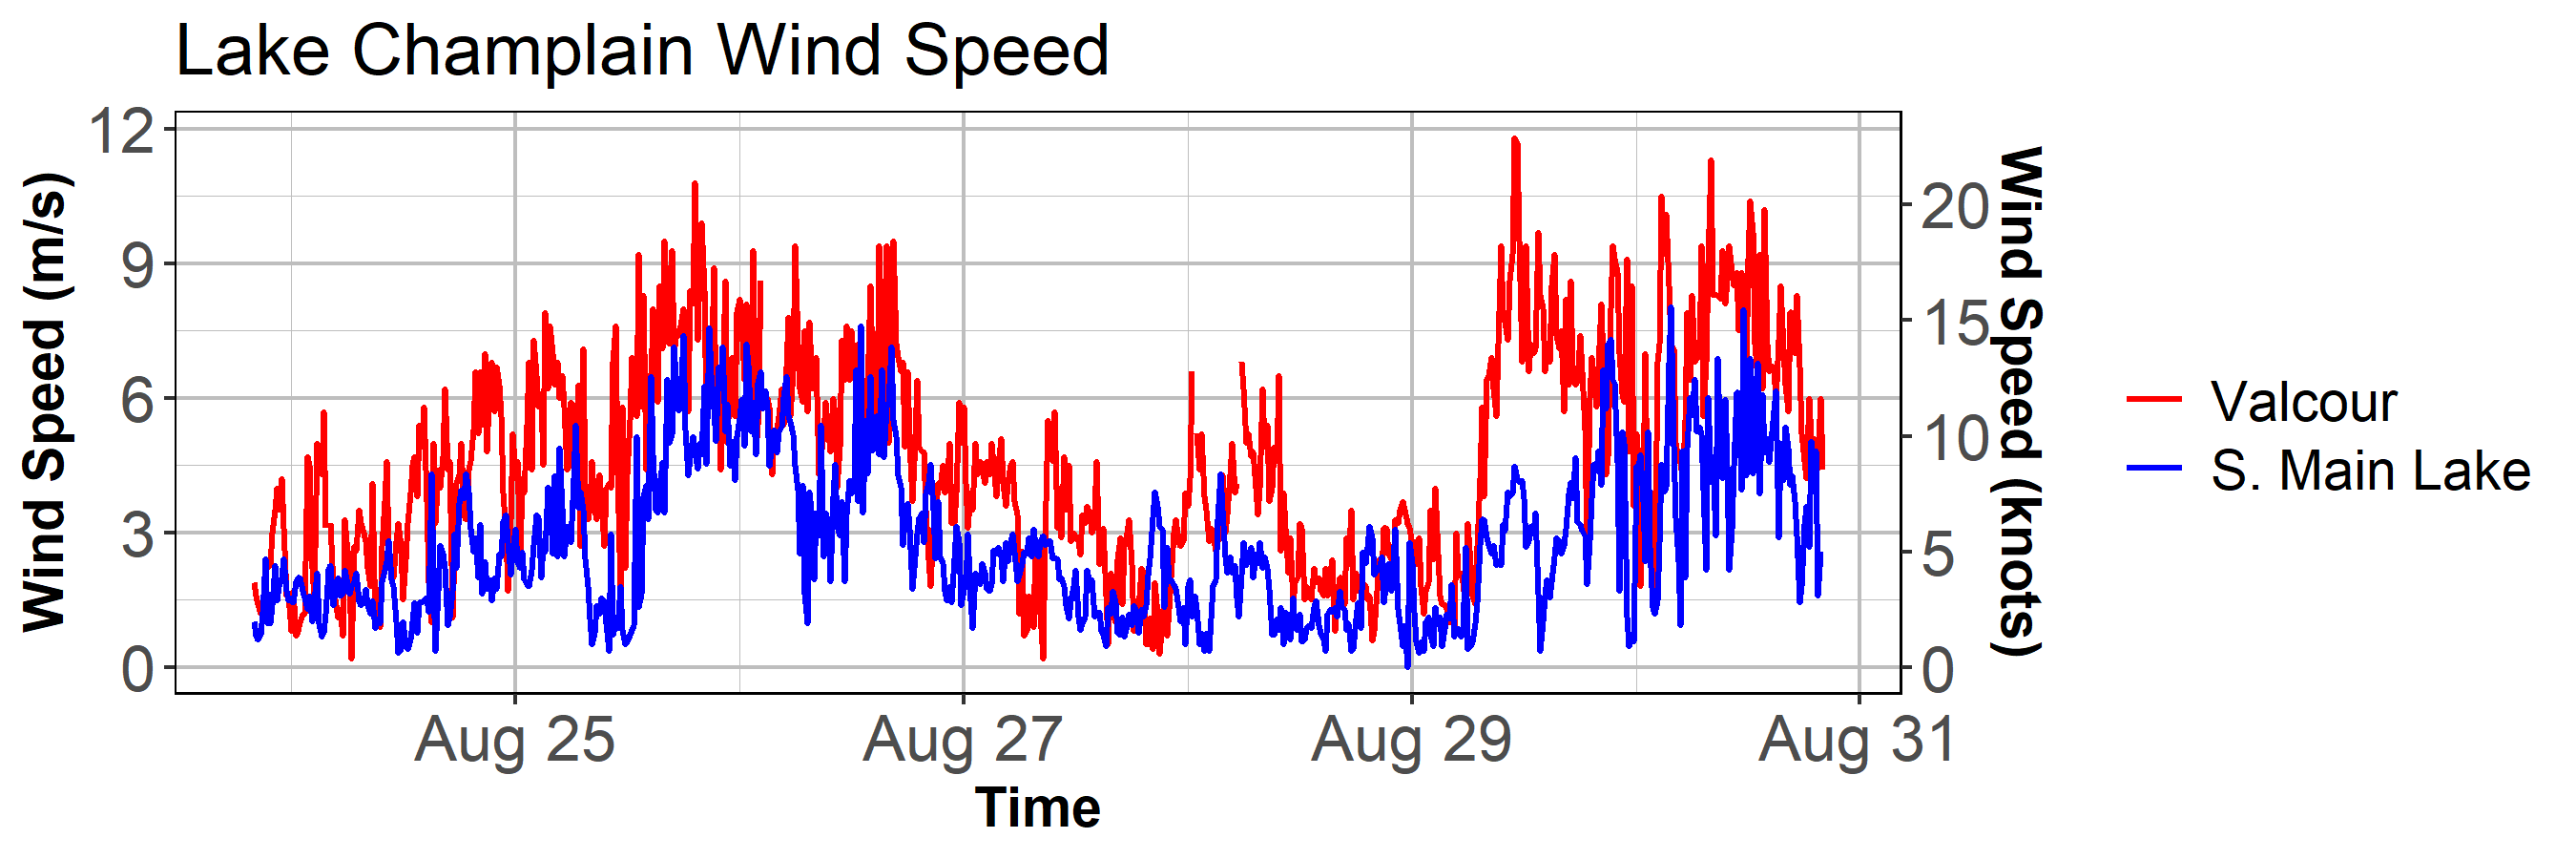 Lake Champlain Wind Speed
Wind Speed (m/s)
12
9
6
3
0
20
15
10
5
0
Wind Speed (knots)
Aug 25
Aug 27
Aug 29
Aug 31
Time
Valcour
S. Main Lake